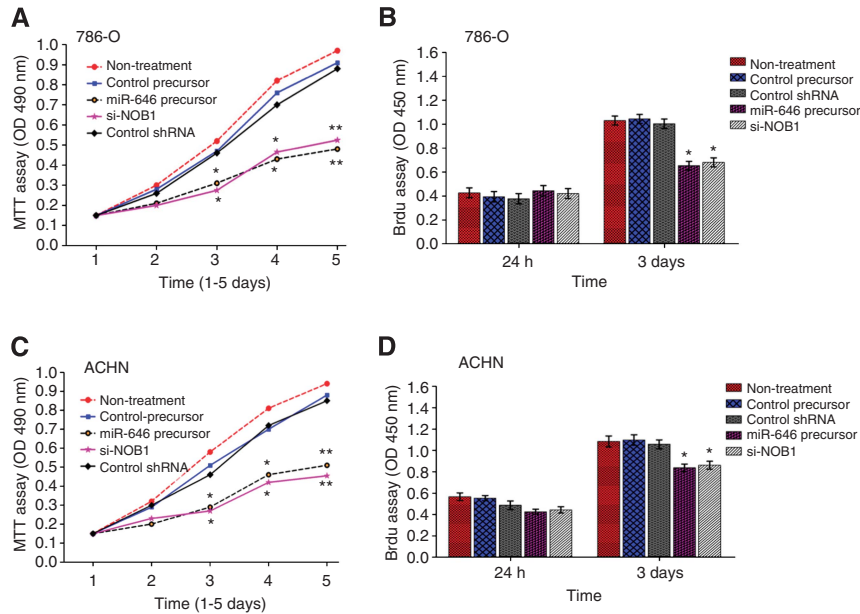 A
786-O
MTT assay (OD 490 nm)
1.0
0.9
0.8
0.7
0.6
0.5
0.4
0.3
0.2
0.1
0.0
Non-treatment
Control precursor
miR-646 precursor
si-NOB1
Control shRNA
* * * * ** **
1 2 3 4 5
Time (1-5 days)
B
786-O
Brdu assay (OD 450 nm)
1.6
1.4
1.2
1.0
0.8
0.6
0.4
0.2
0.0
Non-treatment
Control precursor
Control shRNA
miR-646 precursor
si-NOB1
* *
24 h 3 days
Time
C
ACHN
MTT assay (OD 490 nm)
1.0
0.9
0.8
0.7
0.6
0.5
0.4
0.3
0.2
0.1
0.0
Non-treatment
Control-precursor
miR-646 precursor
si-NOB1
Control shRNA
* * * * ** **
1 2 3 4 5
Time (1-5 days)
D
ACHN
Brdu assay (OD 450 nm)
1.6
1.4
1.2
1.0
0.8
0.6
0.4
0.2
0.0
Non-treatment
Control precursor
Control shRNA
miR-646 precursor
si-NOB1
* *
24 h 3 days
Time